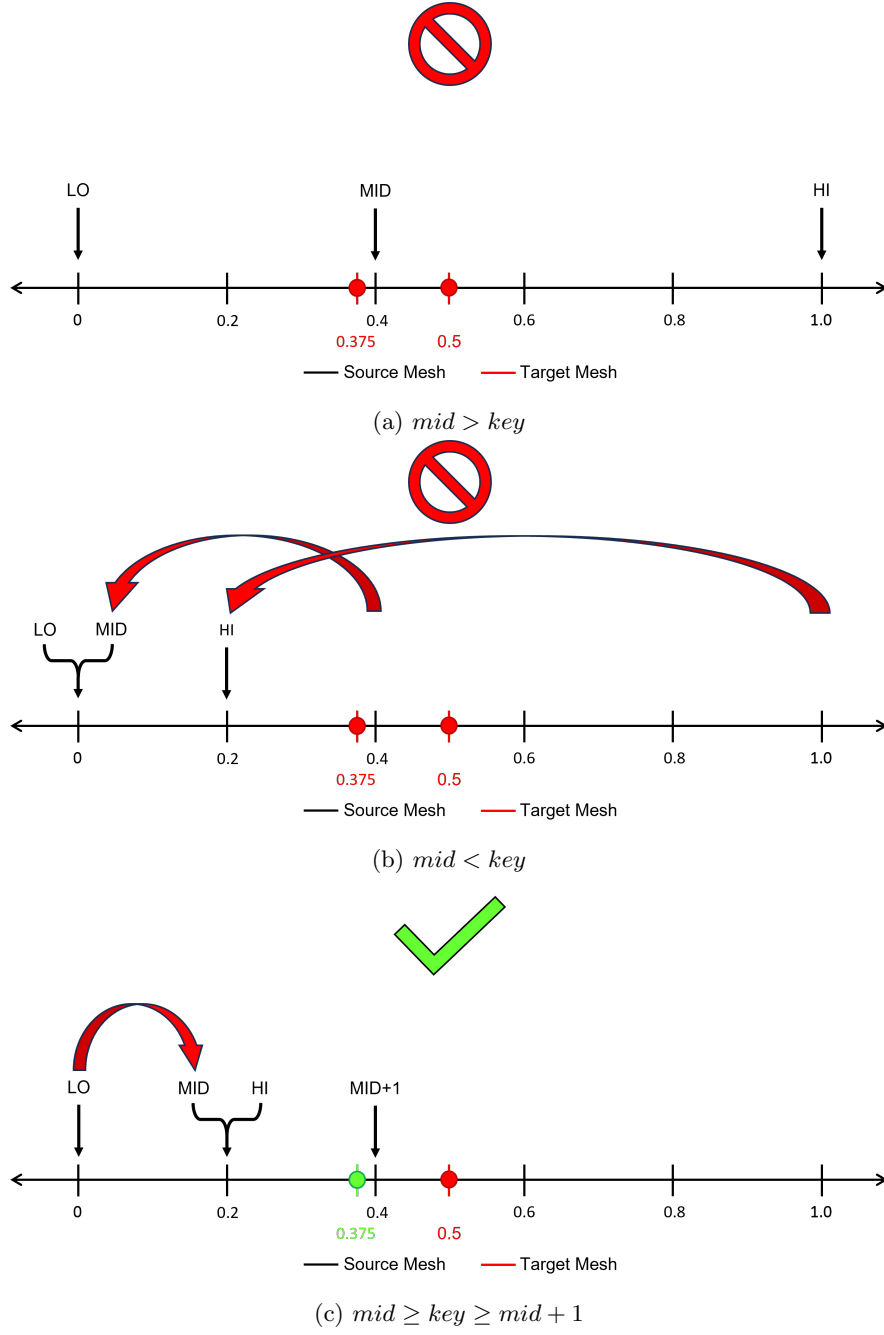 LO MID HI
0 0.2 0.4 0.6 0.8 1.0
0.375 0.5
Source Mesh Target Mesh
(a) mid > key
LO MID HI
0 0.2 0.4 0.6 0.8 1.0
0.375 0.5
Source Mesh Target Mesh
(b) mid < key
LO MID HI MID+1
0 0.2 0.4 0.6 0.8 1.0
0.375 0.5
Source Mesh Target Mesh
(c) mid ≥ key ≥ mid + 1